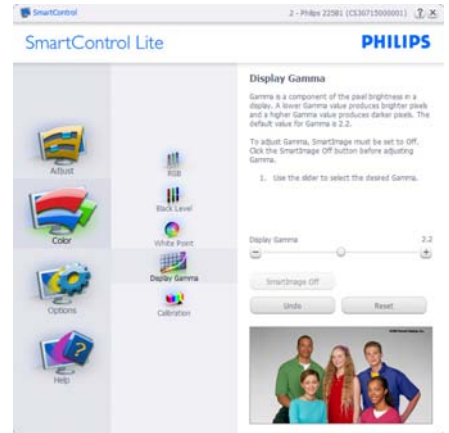 SmartControl
2 - Philips 225B1 (CS30715000001)
SmartControl Lite
PHILIPS
Adjust
Color
Options
Help
RGB
Black Level
White Point
Display Gamma
Calibration
Display Gamma
Gamma is a component of the pixel brightness in a
display. A lower Gamma value produces brighter pixels
and a higher Gamma value produces darker pixels. The
default value for Gamma is 2.2.
To adjust Gamma, SmartImage must be set to Off.
Click the SmartImage Off button before adjusting
Gamma.
1. Use the slider to select the desired Gamma.
Display Gamma 2.2
SmartImage Off
Undo Reset